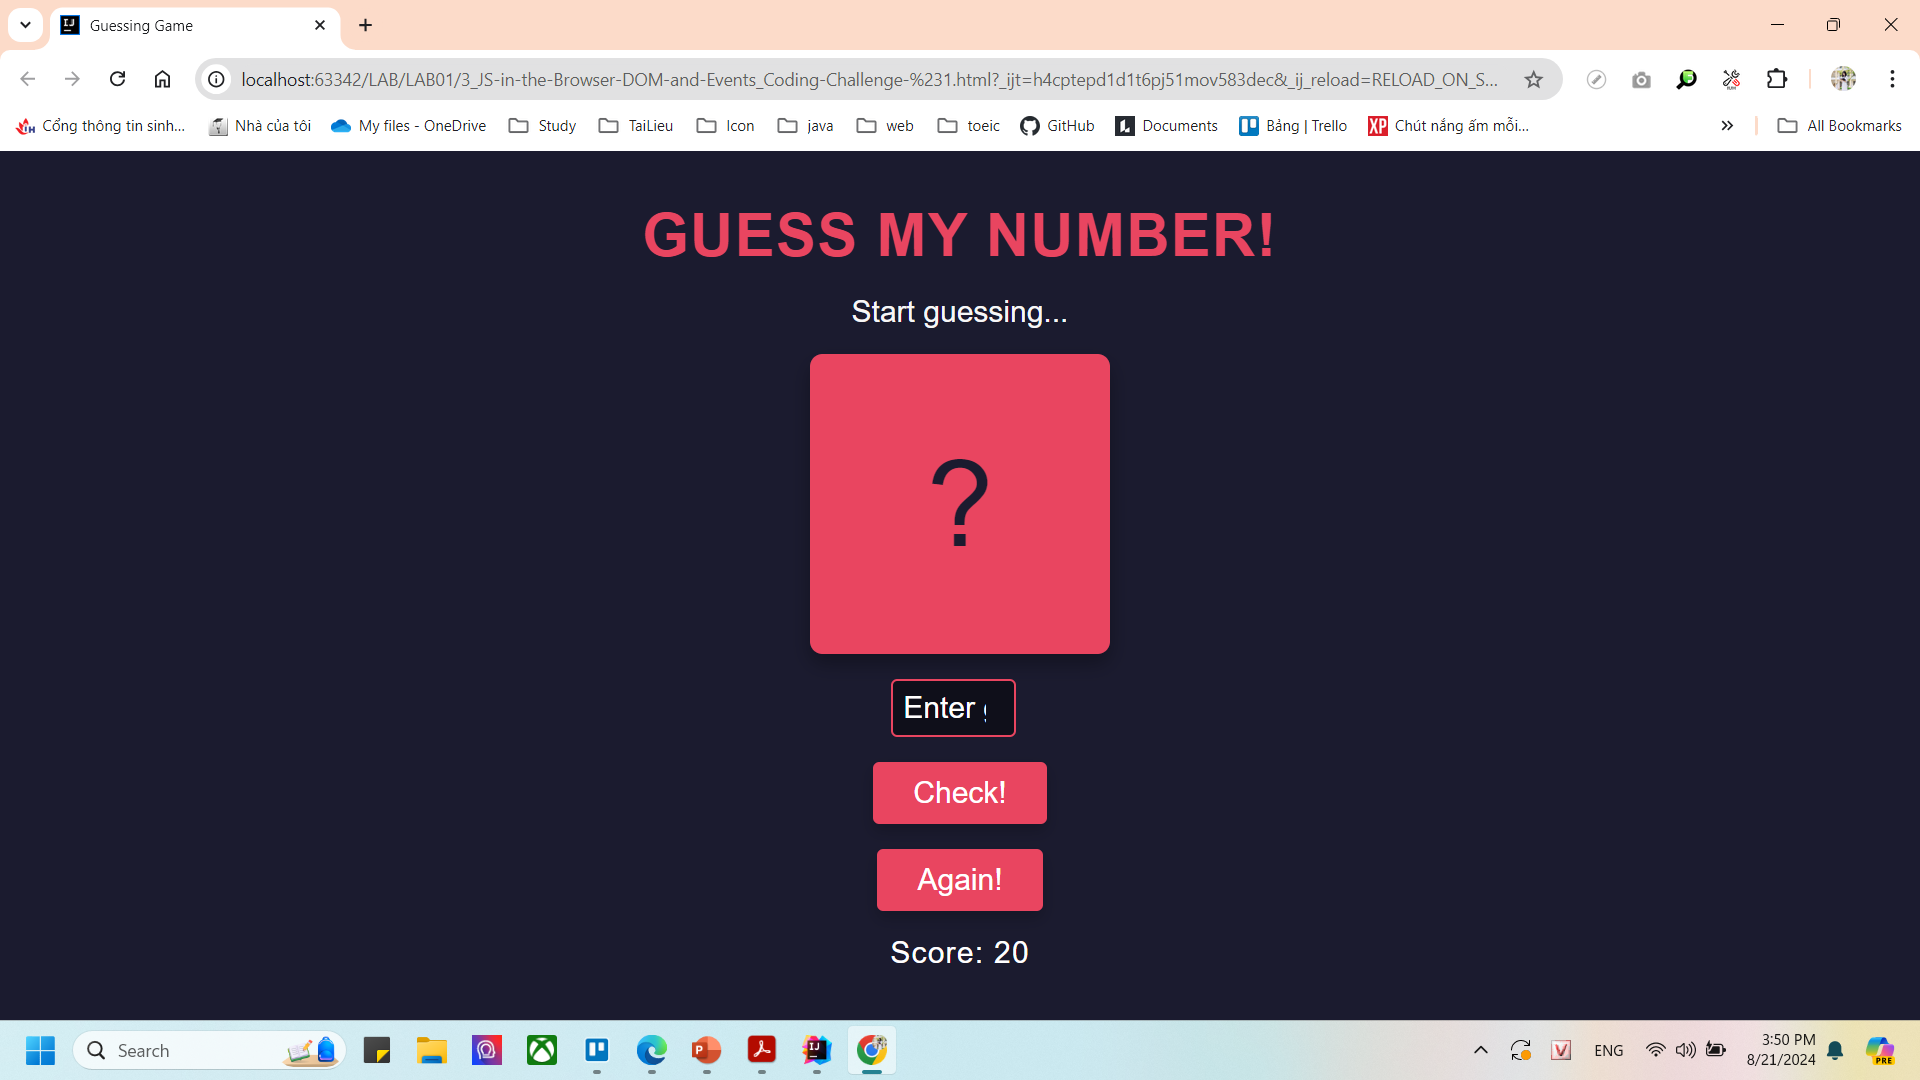 Guessing Game
localhost:63342/LAB/LAB01/3_JS-in-the-Browser-DOM-and-Events_Coding-Challenge-%231.html?_ijt=h4cptepd1d1t6pj51mov583dec&_ij_reload=RELOAD_ON_S...
Cổng thông tin sinh... Nhà của tôi My files - OneDrive Study TaiLieu Icon java web toeic GitHub Documents Bảng | Trello XP Chút nắng ấm mỗi... All Bookmarks
GUESS MY NUMBER!
Start guessing...
?
Enter
Check!
Again!
Score: 20
Search
ENG
3:50 PM
8/21/2024
PRE